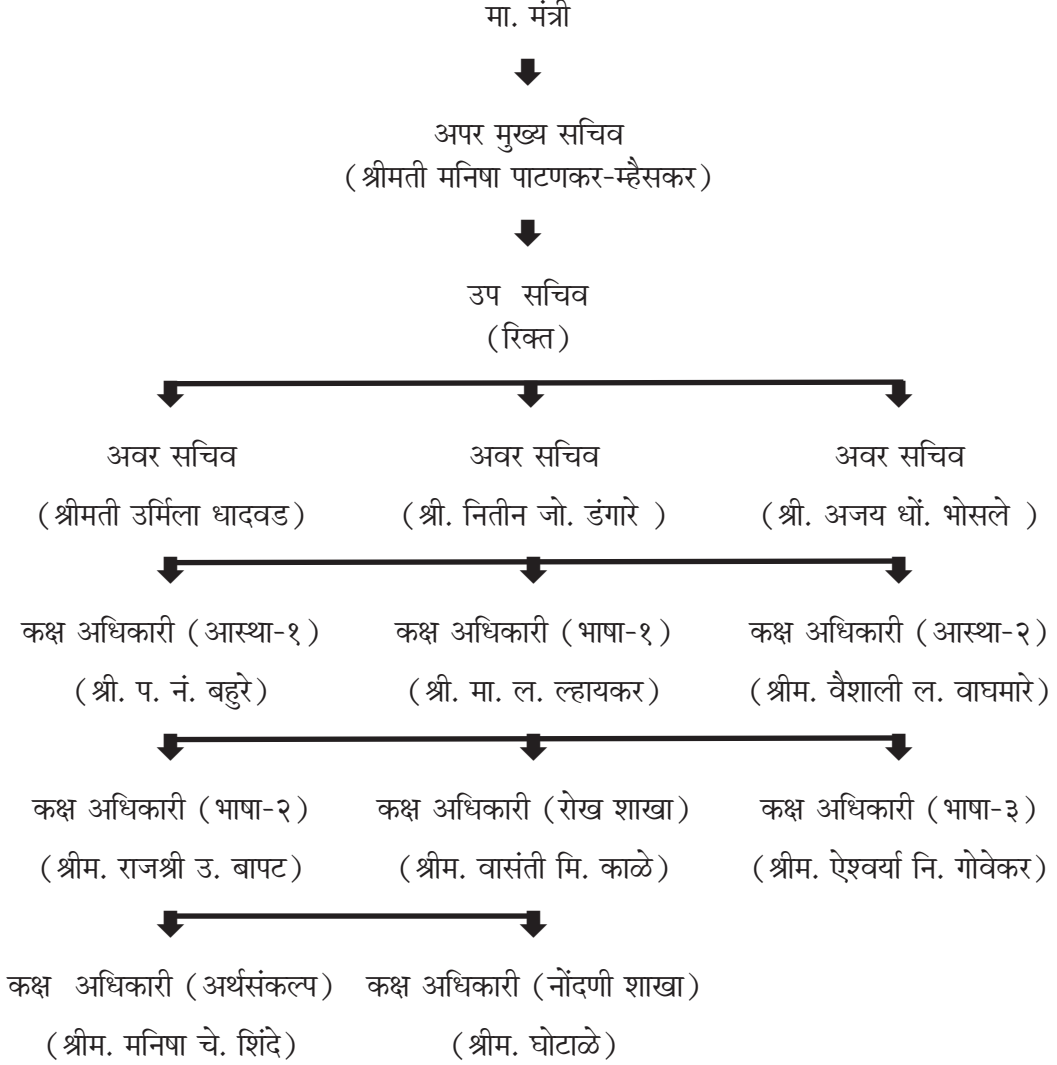 मा. मंत्री
अपर मुख्य सचिव
(श्रीमती मनिषा पाटणकर-म्हैसकर)
उप सचिव
(रिक्त)
अवर सचिव अवर सचिव अवर सचिव
(श्रीमती उर्मिला धादवड) (श्री. नितीन जो. डंगारे ) (श्री. अजय धों. भोसले )
कक्ष अधिकारी (आस्था-१) कक्ष अधिकारी (भाषा-१) कक्ष अधिकारी (आस्था-२)
(श्री. प. नं. बहुरे) (श्री. मा. ल. ल्हायकर) (श्रीम. वैशाली ल. वाघमारे)
कक्ष अधिकारी (भाषा-२) कक्ष अधिकारी (रोख शाखा) कक्ष अधिकारी (भाषा-३)
(श्रीम. राजश्री उ. बापट) (श्रीम. वासंती मि. काळे) (श्रीम. ऐश्वर्या नि. गोवेकर)
कक्ष अधिकारी (अर्थसंकल्प) कक्ष अधिकारी (नोंदणी शाखा)
(श्रीम. मनिषा चे. शिंदे) (श्रीम. घोटाळे)